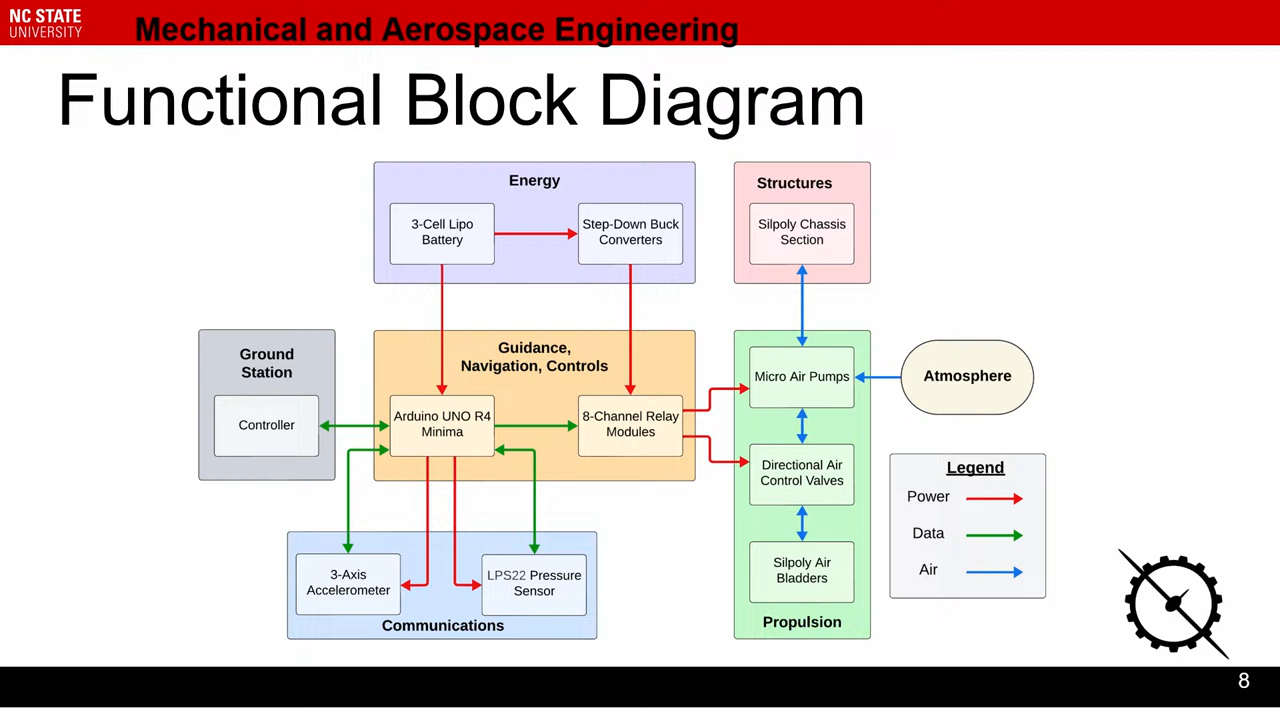 NC STATE
UNIVERSITY
Mechanical and Aerospace Engineering
Functional Block Diagram
Energy
3-Cell Lipo
Battery
Step-Down Buck
Converters
Structures
Silpoly Chassis
Section
Ground
Station
Controller
Guidance,
Navigation, Controls
Arduino UNO R4
Minima
8-Channel Relay
Modules
Micro Air Pumps
Directional Air
Control Valves
Silpoly Air
Bladders
Propulsion
Atmosphere
Legend
Power
Data
Air
3-Axis
Accelerometer
LPS22 Pressure
Sensor
Communications
8